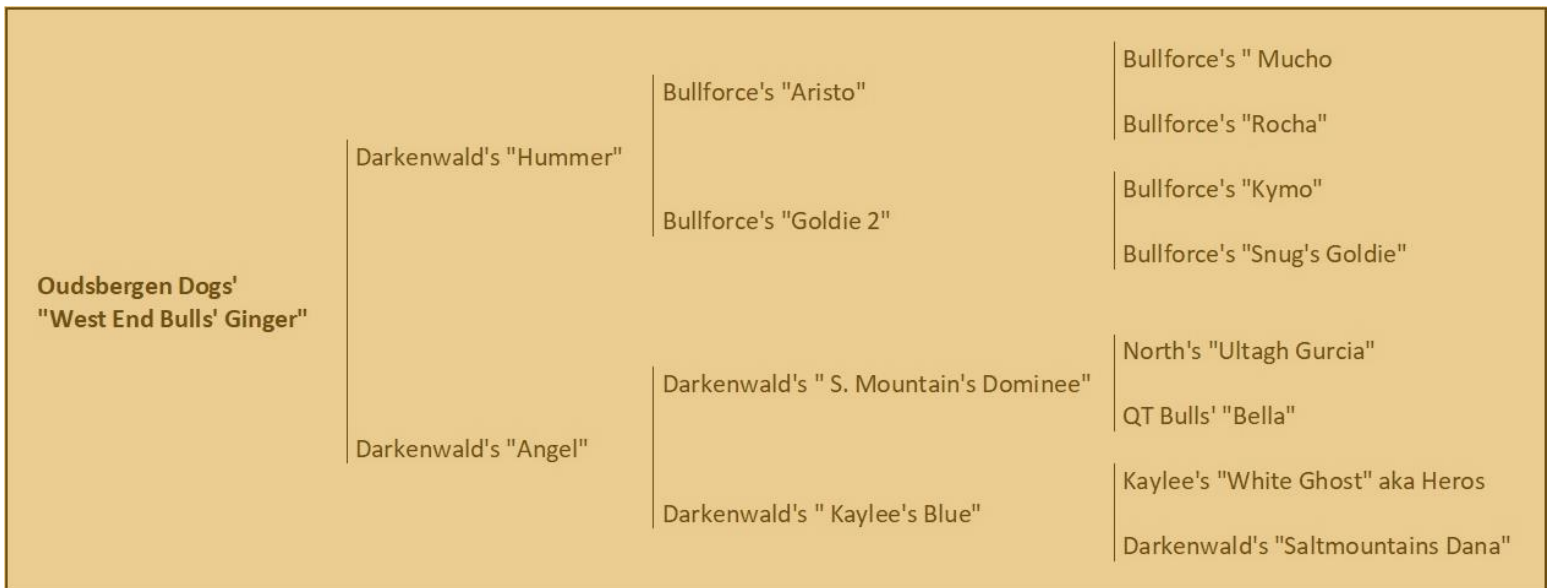 Bullforce's " Mucho
Bullforce's "Aristo"
Bullforce's "Rocha"
Darkenwald's "Hummer"
Bullforce's "Kymo"
Bullforce's "Goldie 2"
Bullforce's "Snug's Goldie"
Oudsbergen Dogs'
"West End Bulls' Ginger"
North's "Ultagh Gurcia"
Darkenwald's " S. Mountain's Dominee"
QT Bulls' "Bella"
Darkenwald's "Angel"
Kaylee's "White Ghost" aka Heros
Darkenwald's " Kaylee's Blue"
Darkenwald's "Saltmountains Dana"